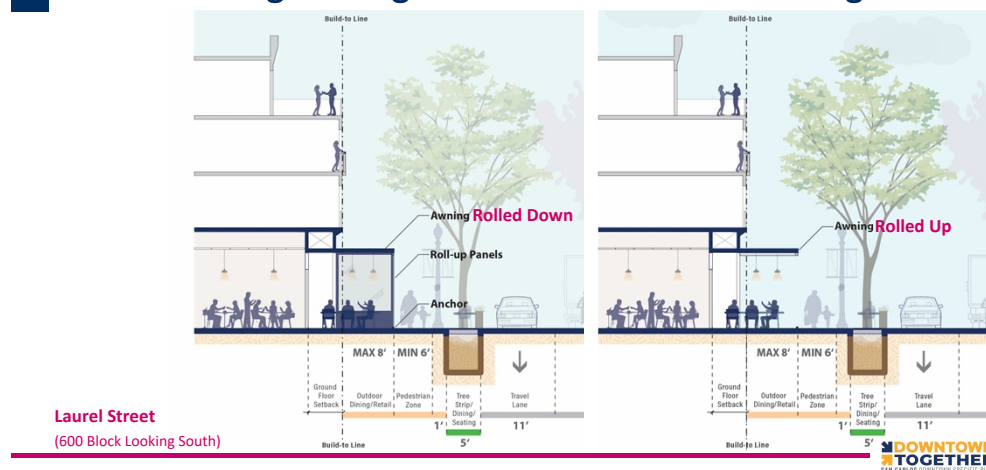 Build-to Line
Awning Rolled Down
Roll-up Panels
Anchor
MAX 8' MIN 6'
Ground
Floor
Setback
Outdoor
Dining/Retail
Pedestrian
Zone
Tree
Strip/
Dining/
Seating
Travel
Lane
1'
5'
11'
Build-to Line
Build-to Line
Awning Rolled Up
MAX 8' MIN 6'
Ground
Floor
Setback
Outdoor
Dining/Retail
Pedestrian
Zone
Tree
Strip/
Dining/
Seating
Travel
Lane
1'
5'
11'
Build-to Line
Laurel Street
(600 Block Looking South)
DOWNTOWN
TOGETHER